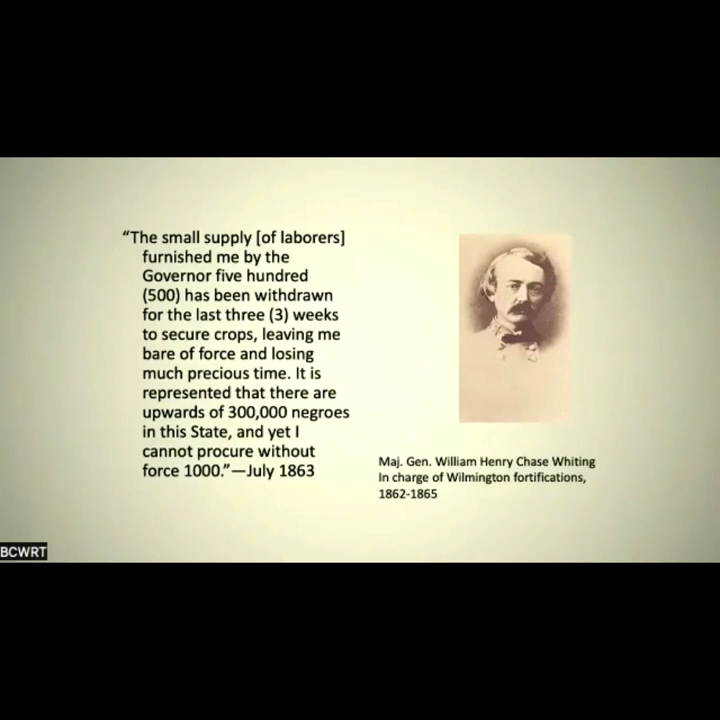 “The small supply [of laborers]
furnished me by the
Governor five hundred
(500) has been withdrawn
for the last three (3) weeks
to secure crops, leaving me
bare of force and losing
much precious time. It is
represented that there are
upwards of 300,000 negroes
in this State, and yet I
cannot procure without
force 1000.”—July 1863
Maj. Gen. William Henry Chase Whiting
In charge of Wilmington fortifications,
1862-1865
BCWRT